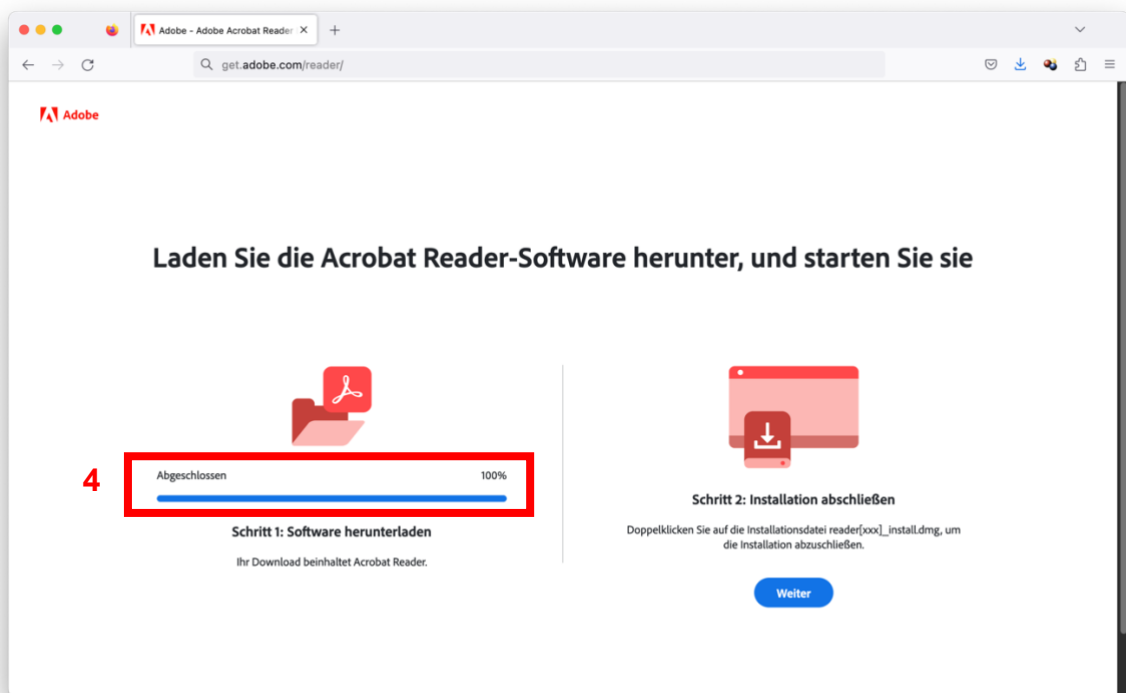 Adobe - Adobe Acrobat Reader
get.adobe.com/reader/
Adobe
Laden Sie die Acrobat Reader-Software herunter, und starten Sie sie
4
Abgeschlossen 100%
Schritt 1: Software herunterladen
Ihr Download beinhaltet Acrobat Reader.
Schritt 2: Installation abschließen
Doppelklicken Sie auf die Installationsdatei reader[xxx]_install.dmg, um
die Installation abzuschließen.
Weiter